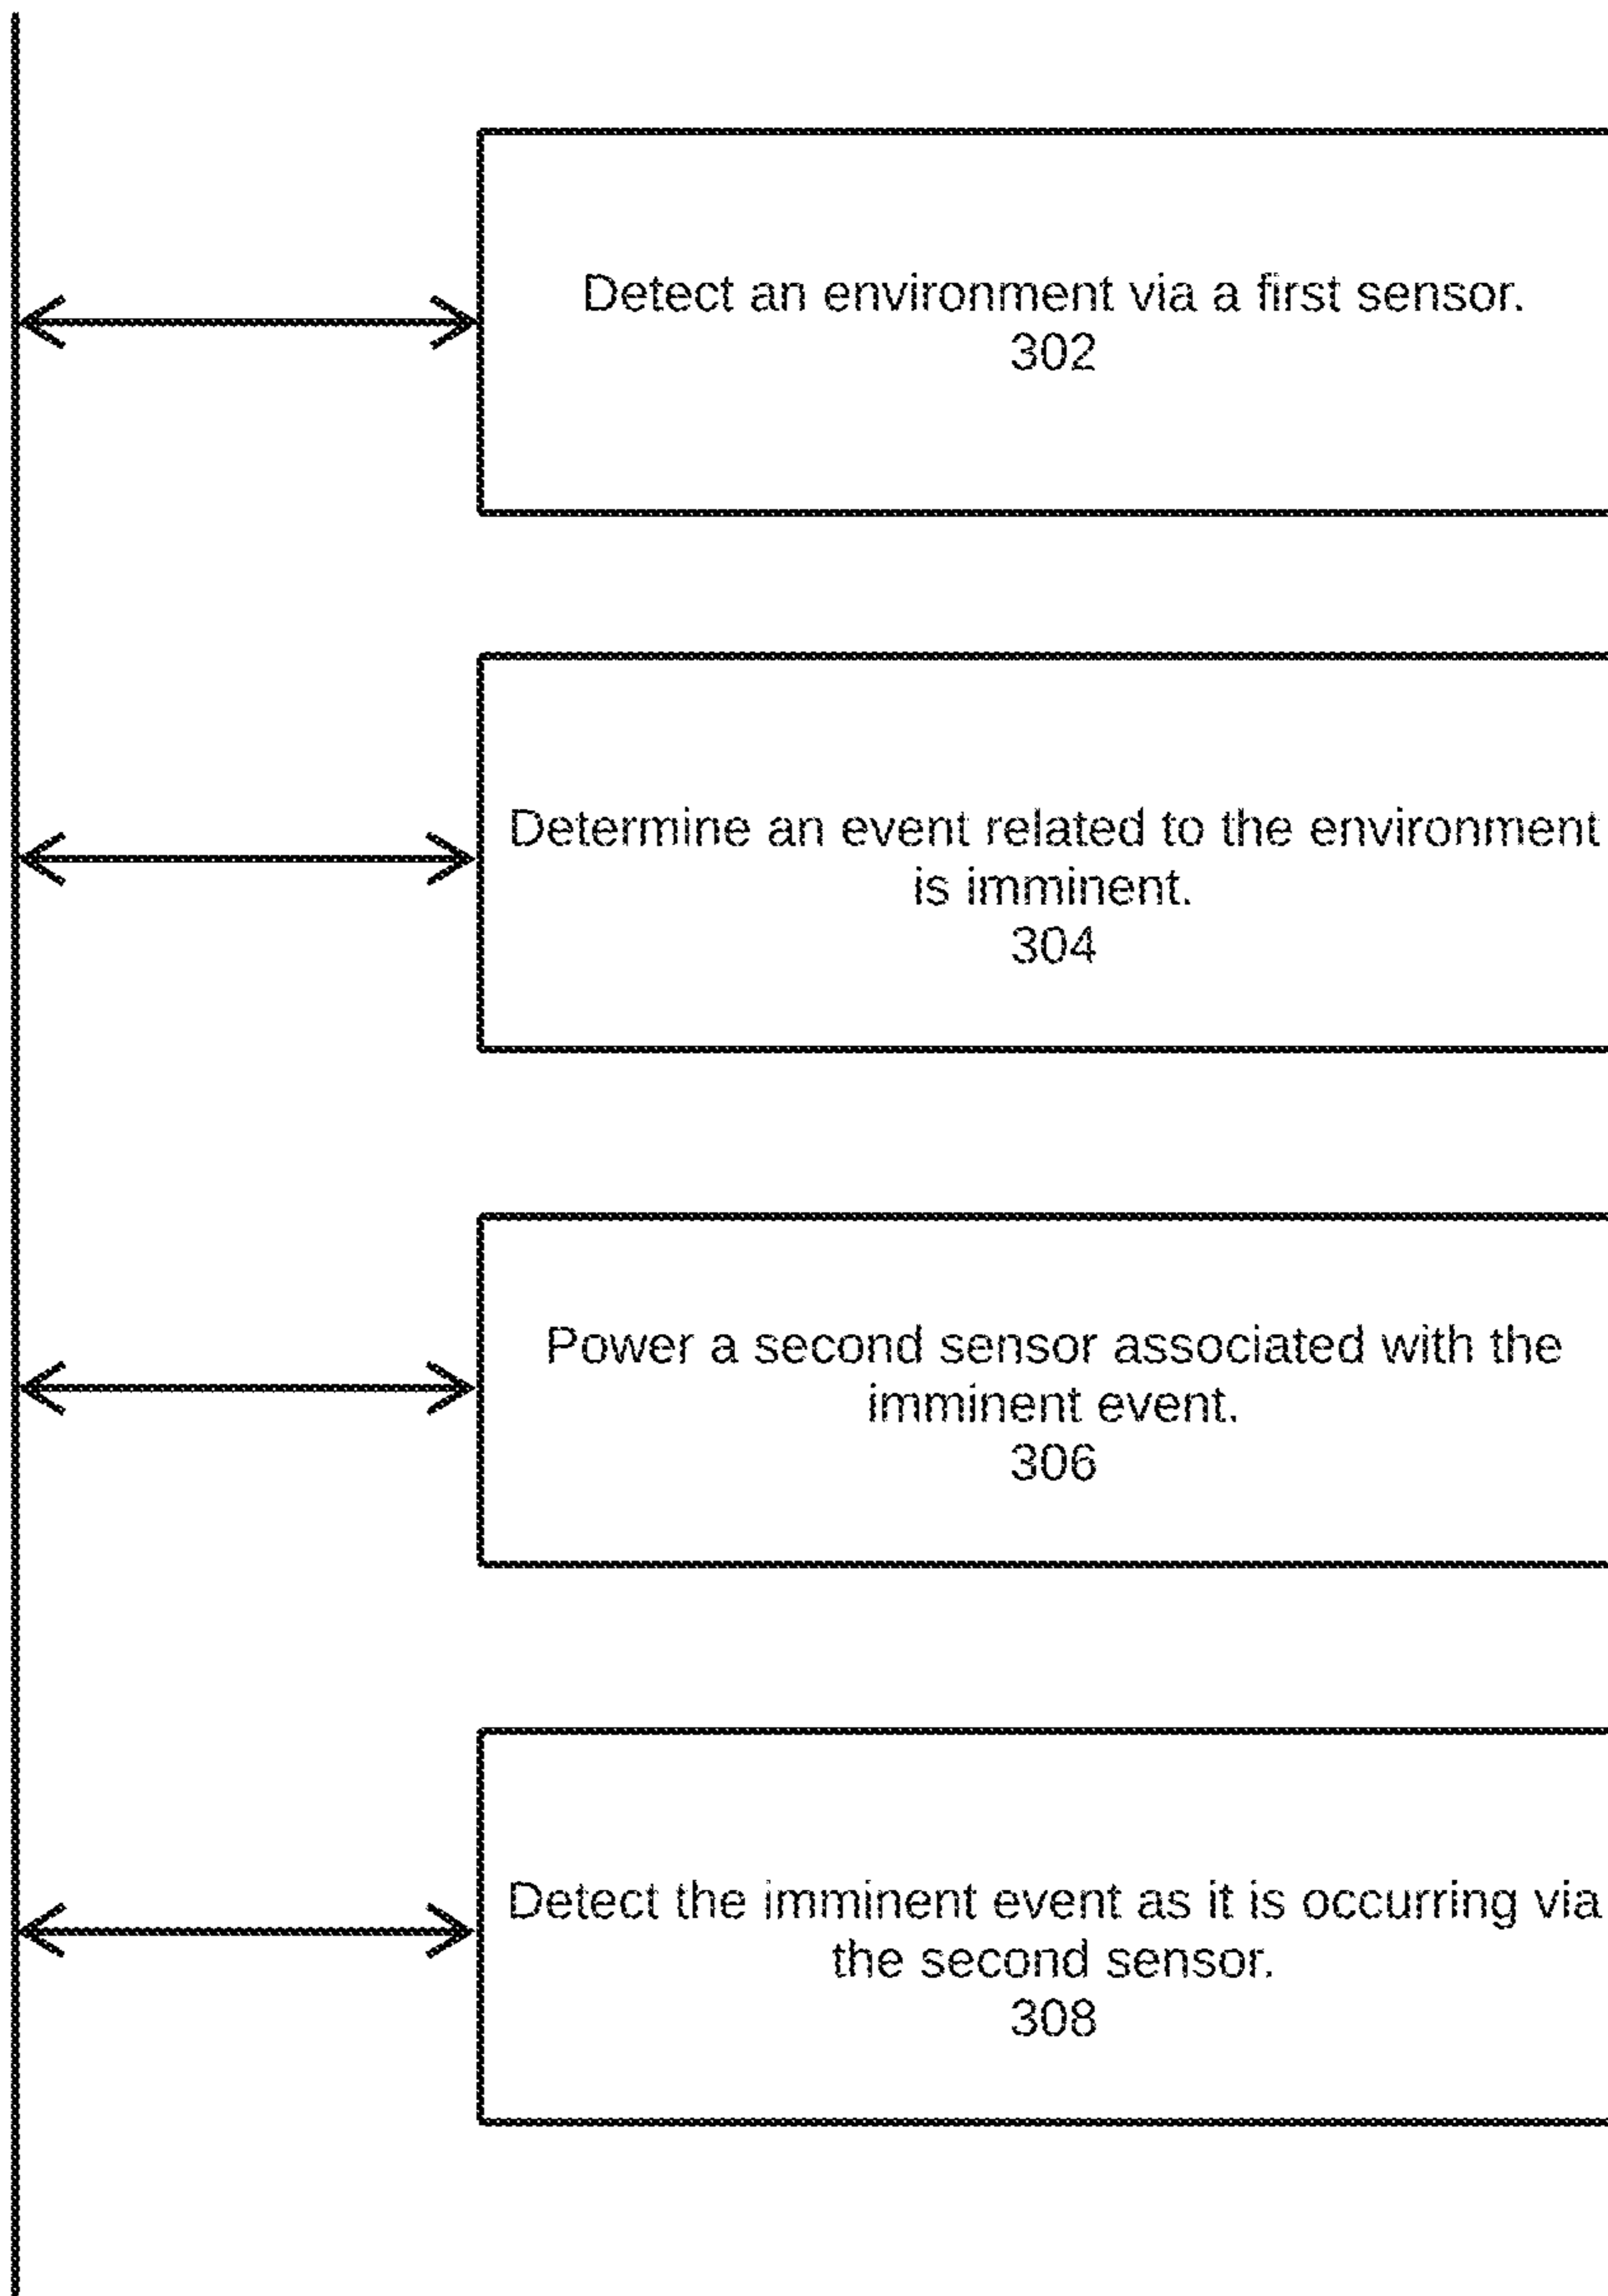 Detect an environment via a first sensor.
302
Determine an event related to the environment
is imminent.
304
Power a second sensor associated with the
imminent event.
306
Detect the imminent event as it is occurring via
the second sensor.
308